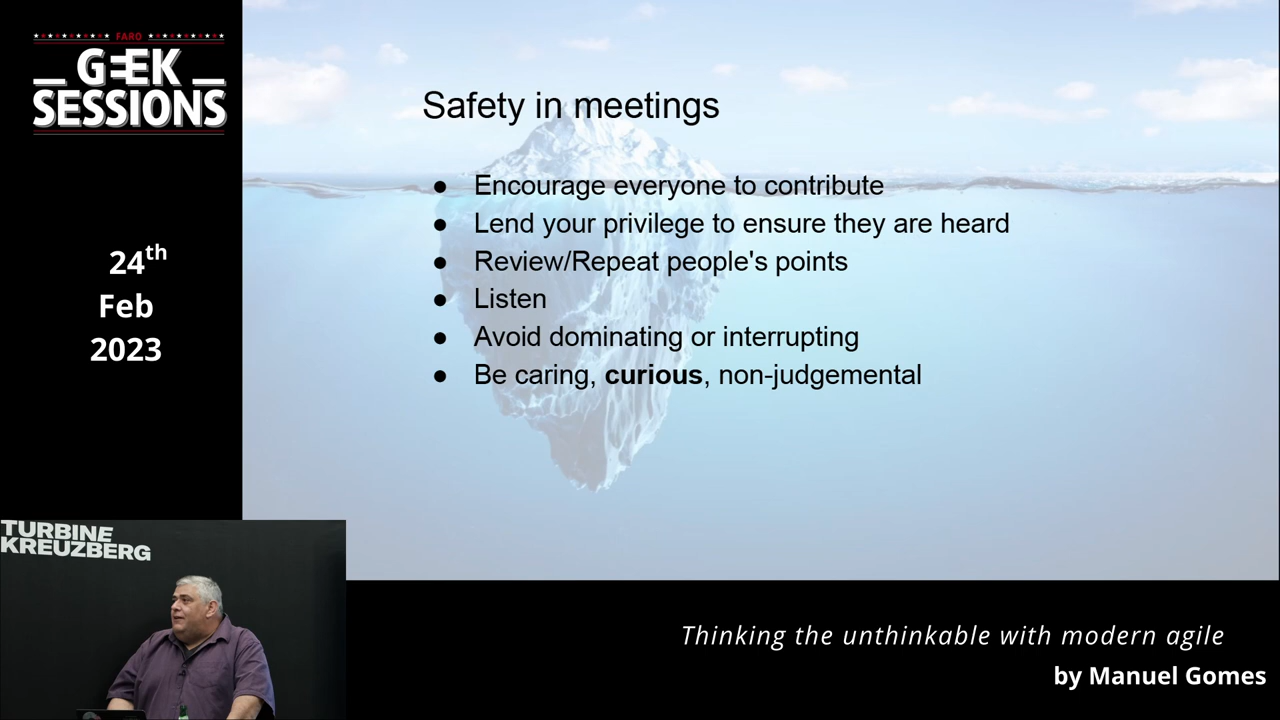 FARO
GEEK
SESSIONS
24th
Feb
2023
Safety in meetings
● Encourage everyone to contribute
● Lend your privilege to ensure they are heard
● Review/Repeat people's points
● Listen
● Avoid dominating or interrupting
● Be caring, curious, non-judgemental
TURBINE
KREUZBERG
Thinking the unthinkable with modern agile
by Manuel Gomes